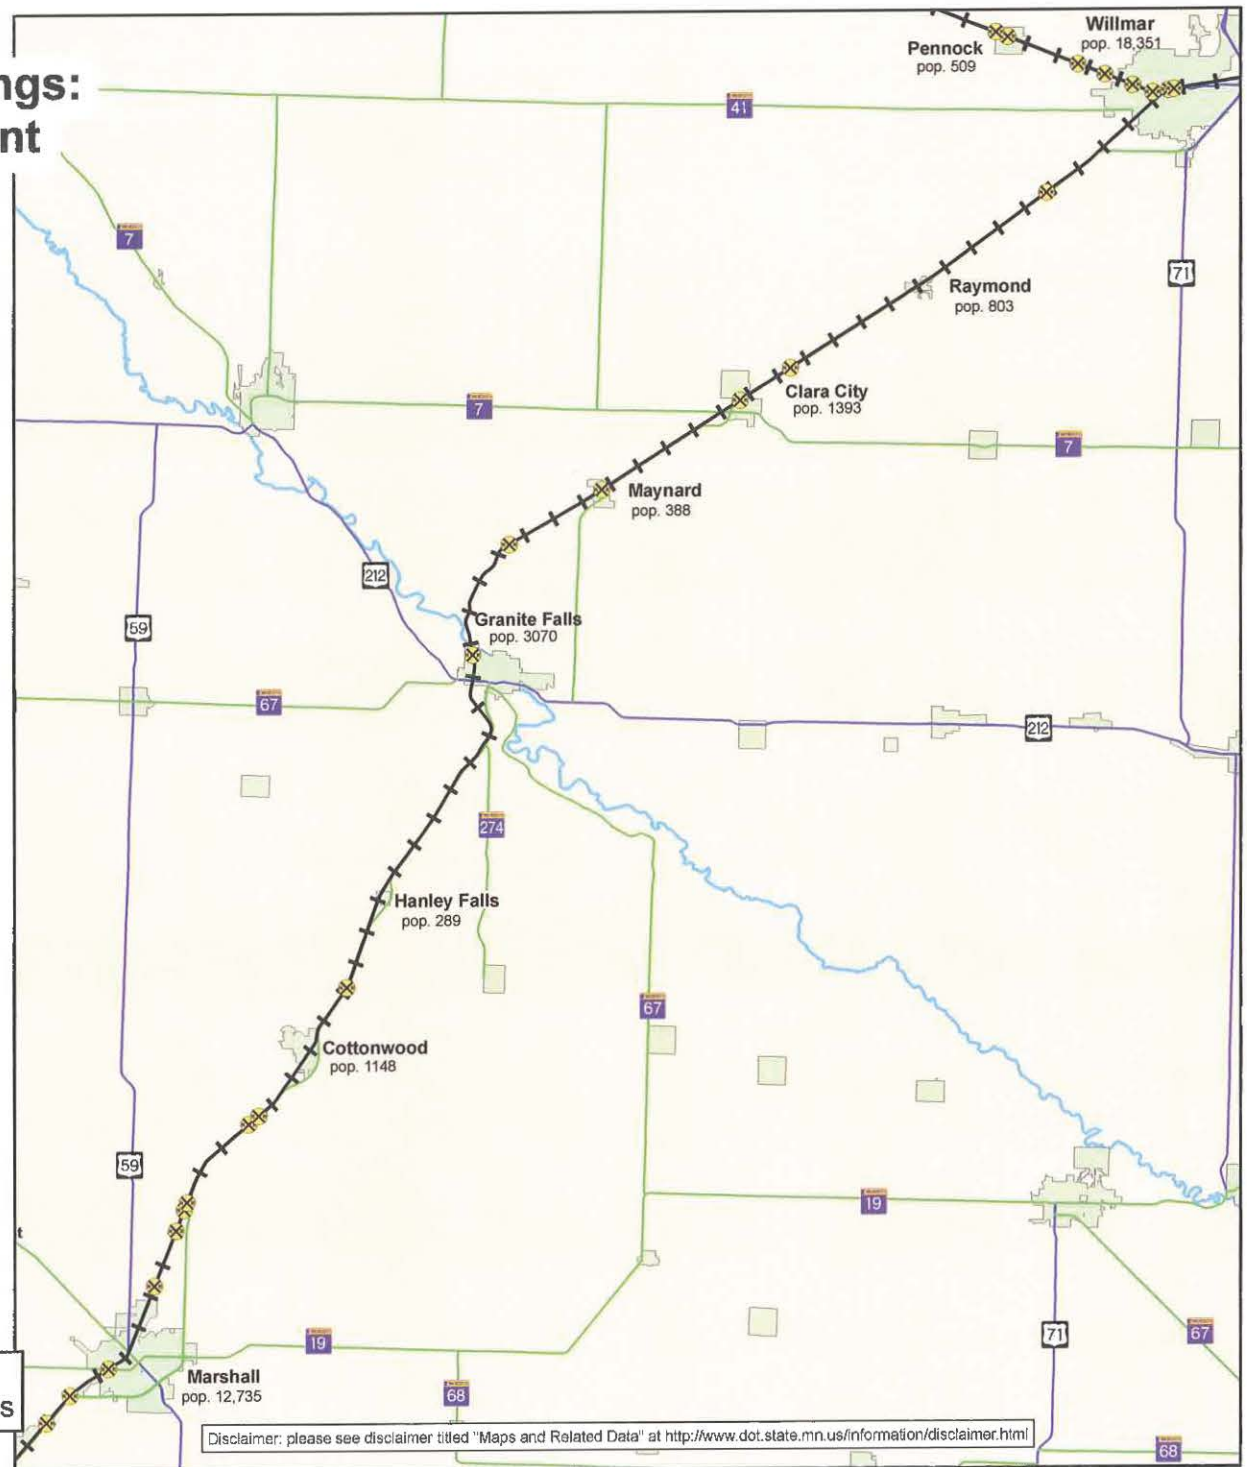 ngs:
nt
Willmar
pop. 18,351
Pennock
pop. 509
41
7
71
Raymond
pop. 803
Clara City
pop. 1393
7
7
Maynard
pop. 388
212
59
Granite Falls
pop. 3070
67
212
274
Hanley Falls
pop. 289
67
Cottonwood
pop. 1148
59
19
t
19
71
67
Marshall
pop. 12,735
68
s
Disclaimer: please see disclaimer titled "Maps and Related Data" at http://www.dot.state.mn.us/information/disclaimer.html
68